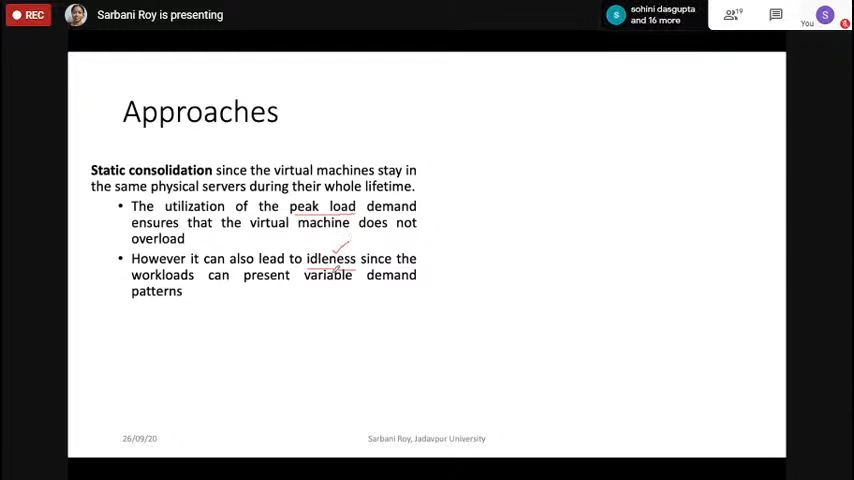 REC
Sarbani Roy is presenting
S
sohini dasgupta
and 16 more
19
You
S
Approaches
Static consolidation since the virtual machines stay in
the same physical servers during their whole lifetime.
• The utilization of the peak load demand
ensures that the virtual machine does not
overload
• However it can also lead to idleness since the
workloads can present variable demand
patterns
26/09/20
Sarbani Roy, Jadavpur University